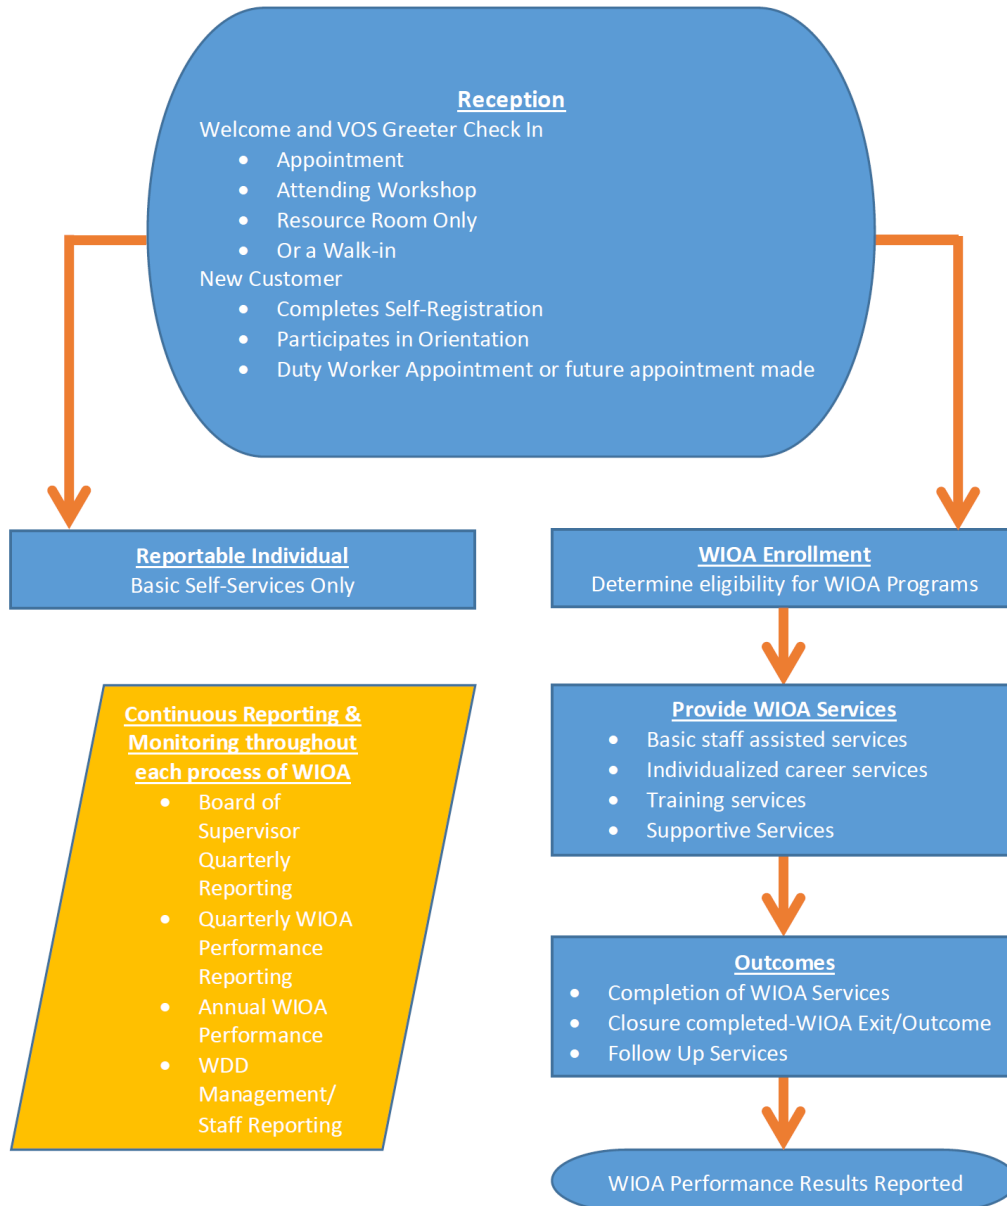 Reception
Welcome and VOS Greeter Check In
• Appointment
• Attending Workshop
• Resource Room Only
• Or a Walk-in
New Customer
• Completes Self-Registration
• Participates in Orientation
• Duty Worker Appointment or future appointment made
Reportable Individual
Basic Self-Services Only
WIOA Enrollment
Determine eligibility for WIOA Programs
Continuous Reporting &
Monitoring throughout
each process of WIOA
• Board of
Supervisor
Quarterly
Reporting
• Quarterly WIOA
Performance
Reporting
• Annual WIOA
Performance
• WDD
Management/
Staff Reporting
Provide WIOA Services
• Basic staff assisted services
• Individualized career services
• Training services
• Supportive Services
Outcomes
• Completion of WIOA Services
• Closure completed-WIOA Exit/Outcome
• Follow Up Services
WIOA Performance Results Reported